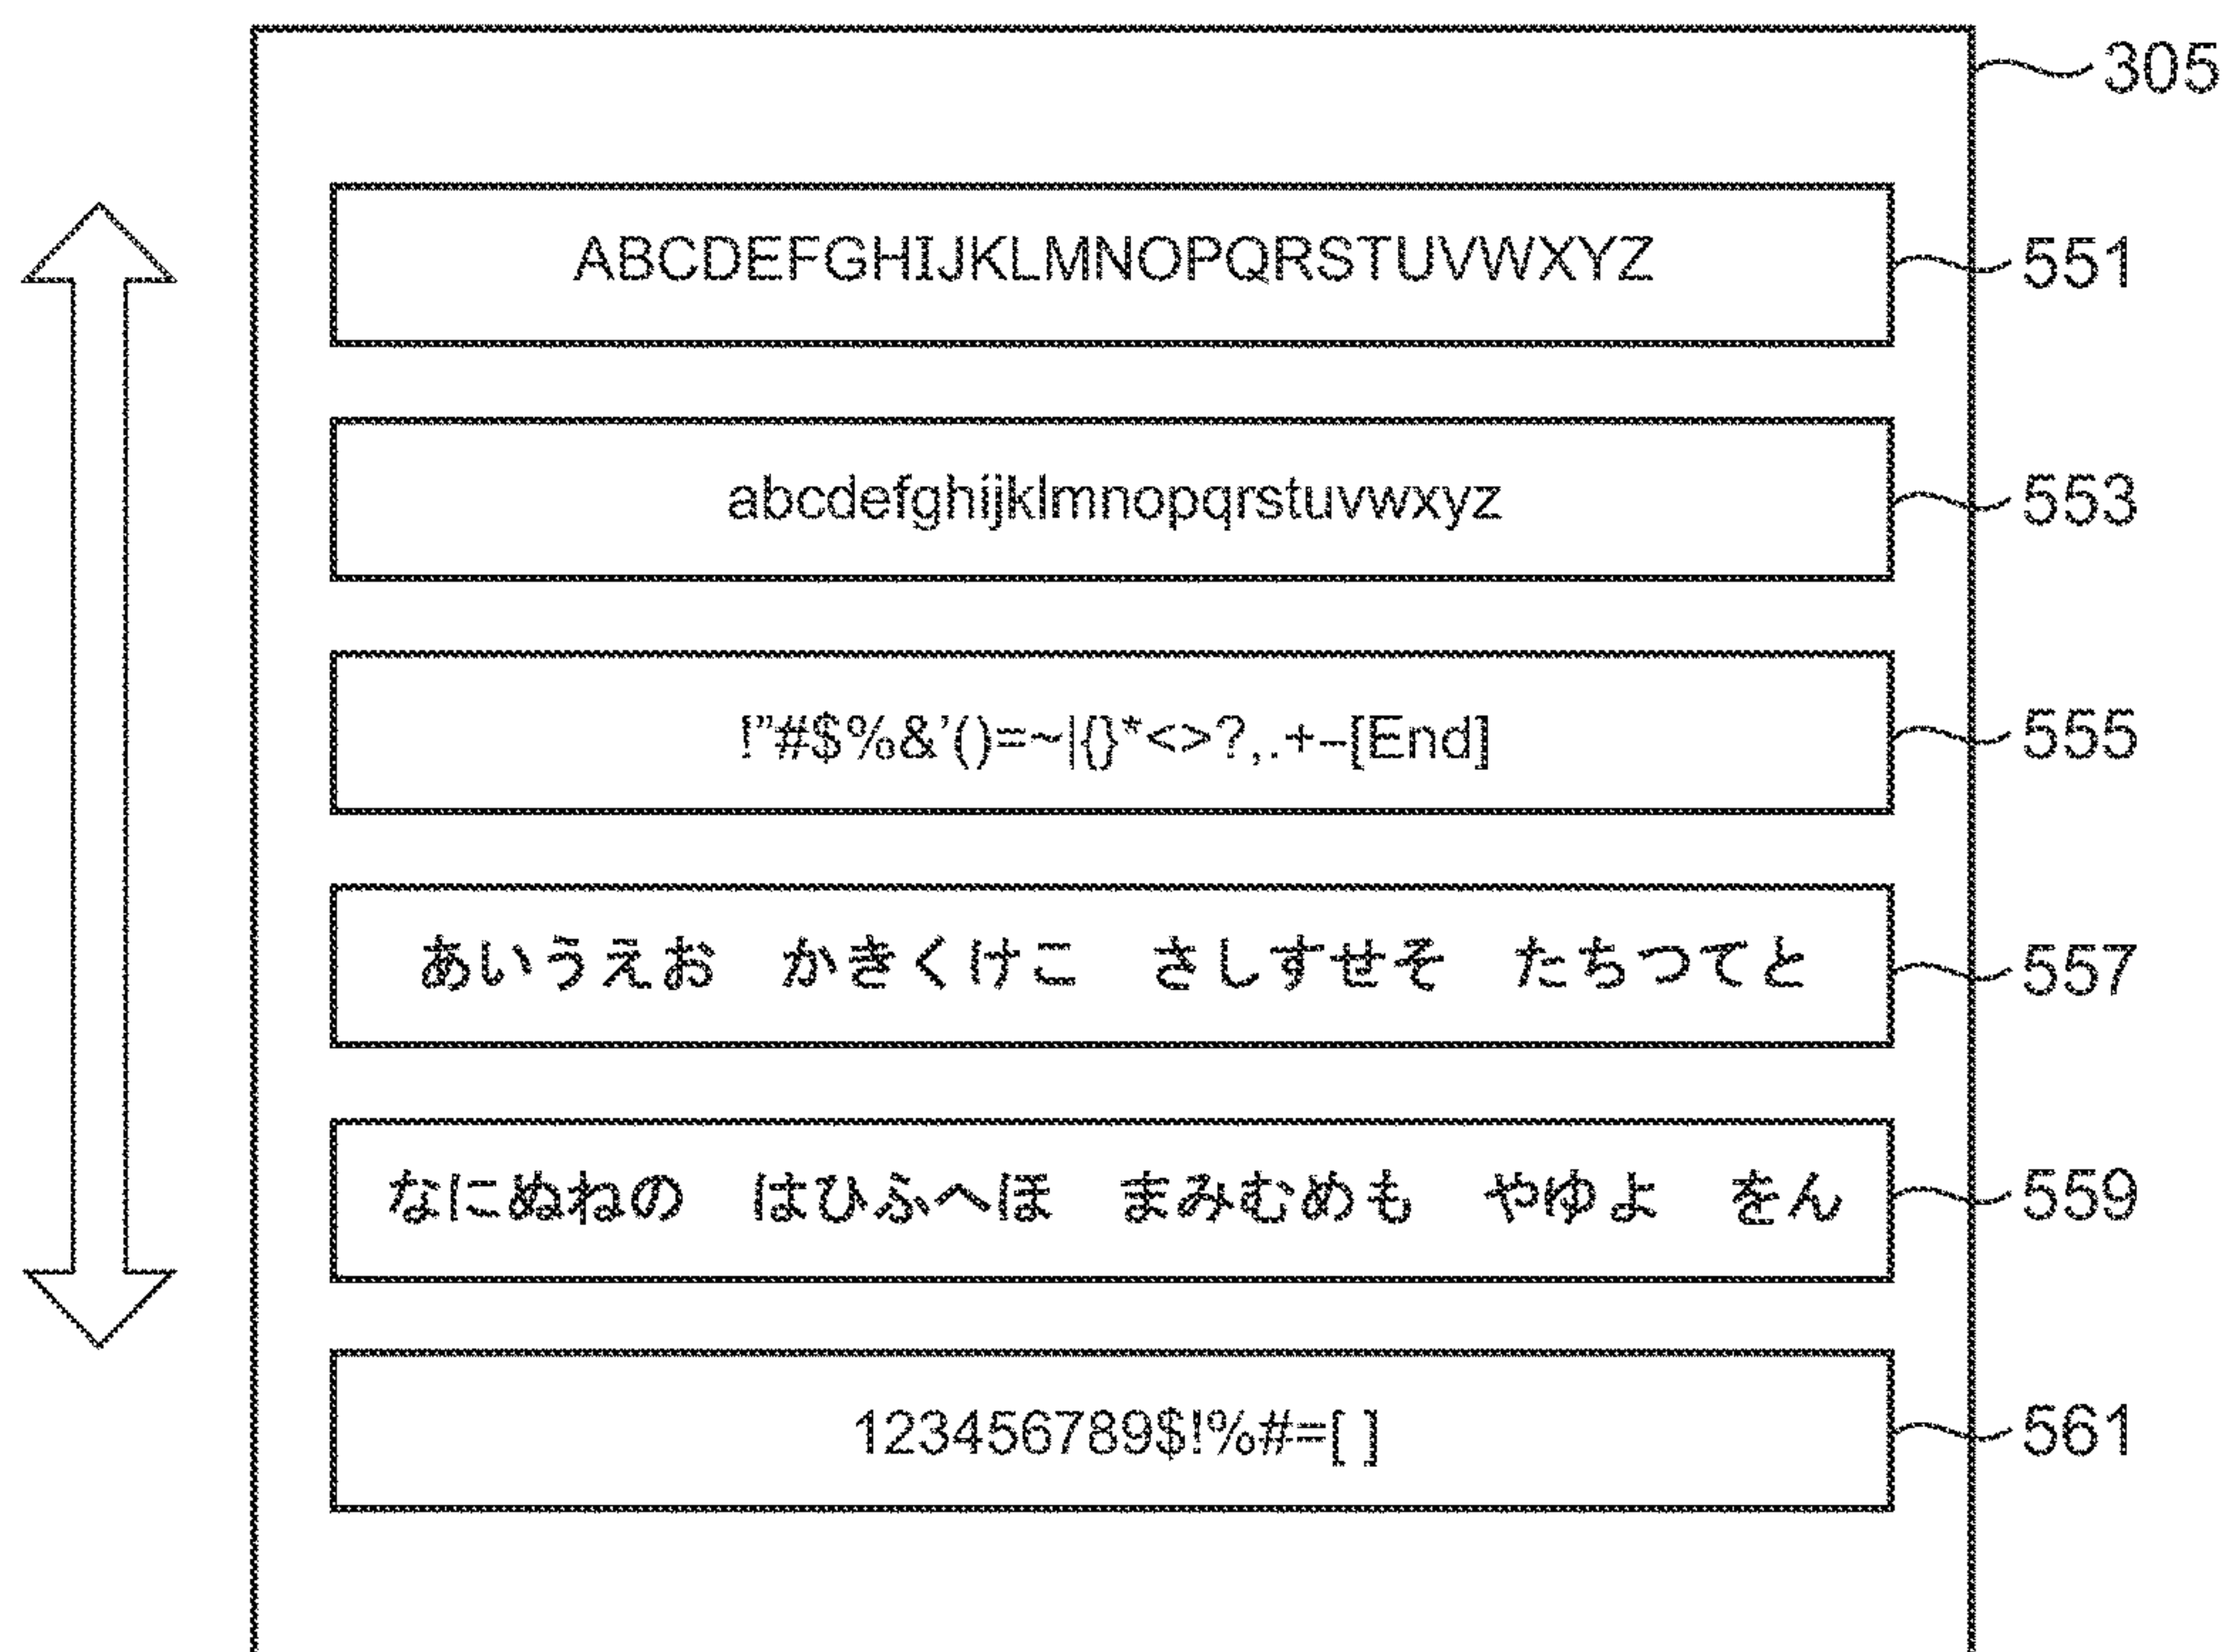 305
ABCDEFGHIJKLMNOPQRSTUVWXYZ 551
abcdefghijklmnopqrstuvwxyz 553
!”#$%&’()=~|{}*<>?,.+–[End] 555
あいうえお　かきくけこ　さしすせそ　たちつてと 557
なにぬねの　はひふへほ　まみむめも　やゆよ　をん 559
123456789$!%#=[ ] 561